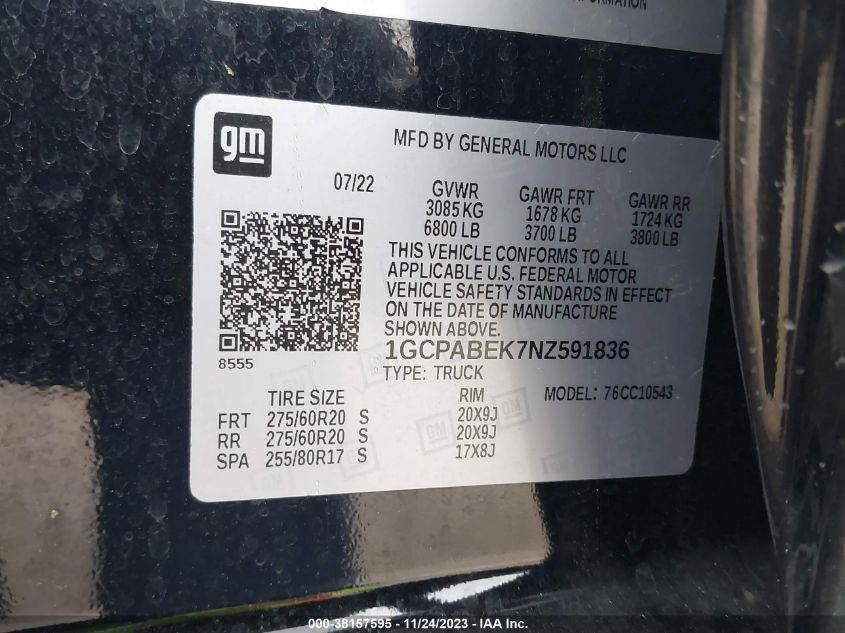 FORMATION
gm
MFD BY GENERAL MOTORS LLC
07/22
GVWR GAWR FRT GAWR RR
3085 KG 1678 KG 1724 KG
6800 LB 3700 LB 3800 LB
THIS VEHICLE CONFORMS TO ALL
APPLICABLE U.S. FEDERAL MOTOR
VEHICLE SAFETY STANDARDS IN EFFECT
ON THE DATE OF MANUFACTURE
SHOWN ABOVE.
8555
1GCPABEK7NZ591836
TYPE: TRUCK
TIRE SIZE RIM MODEL: 76CC10543
FRT 275/60R20 S 20X9J
RR 275/60R20 S 20X9J
SPA 255/80R17 S 17X8J
GM
000-38157595 - 11/24/2023 - IAA Inc.